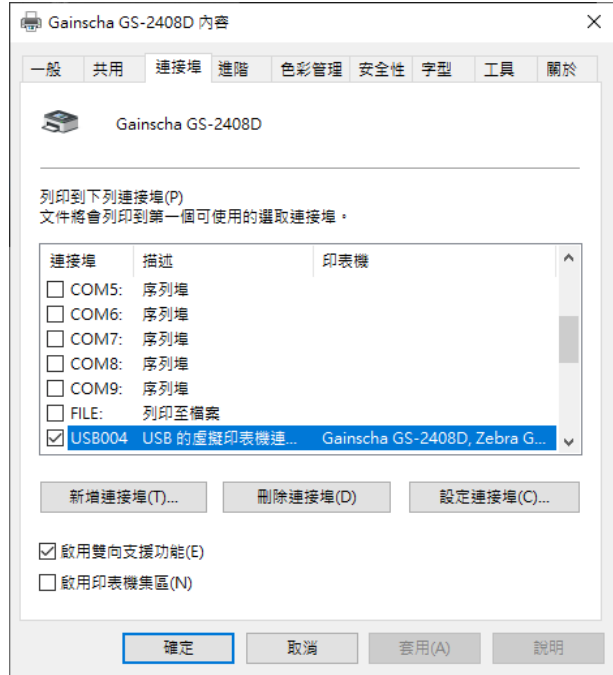 Gainscha GS-2408D 內容
一般 共用 連接埠 進階 色彩管理 安全性 字型 工具 關於
Gainscha GS-2408D
列印到下列連接埠(P)
文件將會列印到第一個可使用的選取連接埠。
連接埠 描述 印表機
COM5: 序列埠
COM6: 序列埠
COM7: 序列埠
COM8: 序列埠
COM9: 序列埠
FILE: 列印至檔案
USB004 USB 的虛擬印表機連... Gainscha GS-2408D, Zebra G...
新增連接埠(T)... 刪除連接埠(D) 設定連接埠(C)...
啟用雙向支援功能(E)
啟用印表機集區(N)
確定 取消 套用(A) 說明